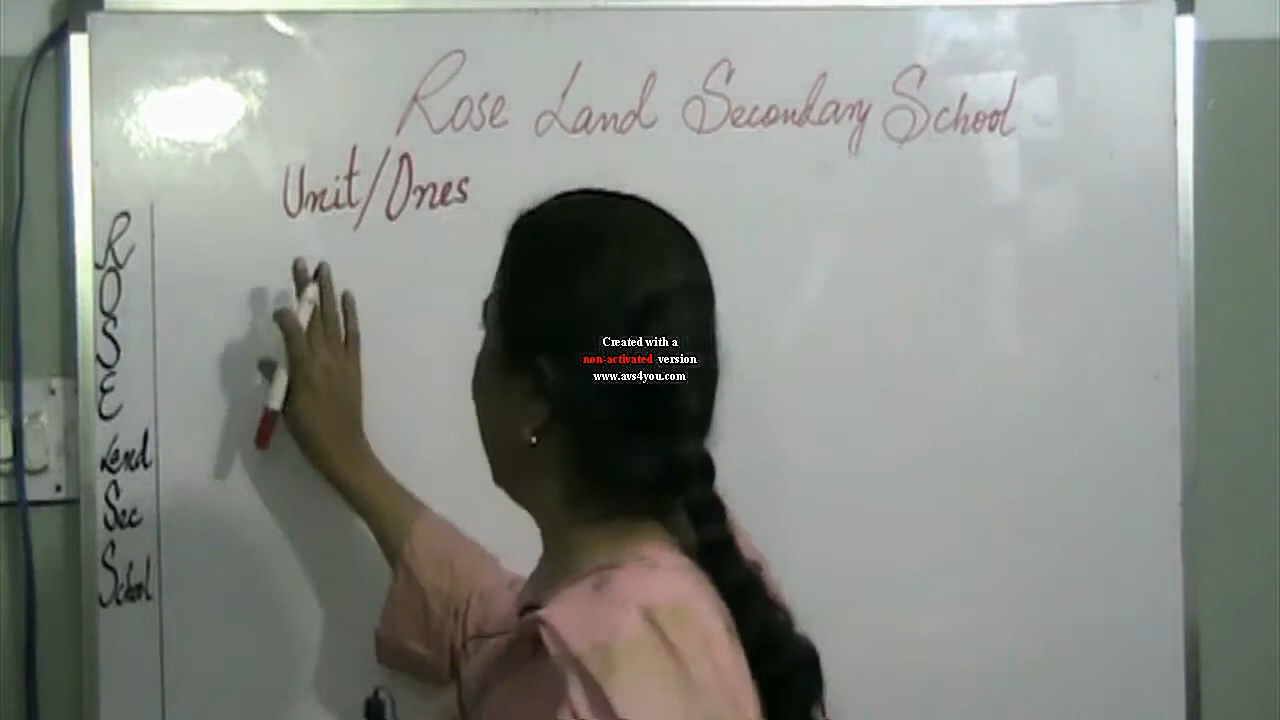 Rose Land Secondary School
Unit/Ones
R
O
S
E
Land
Sec
School
Created with a
non-activated version
www.avs4you.com